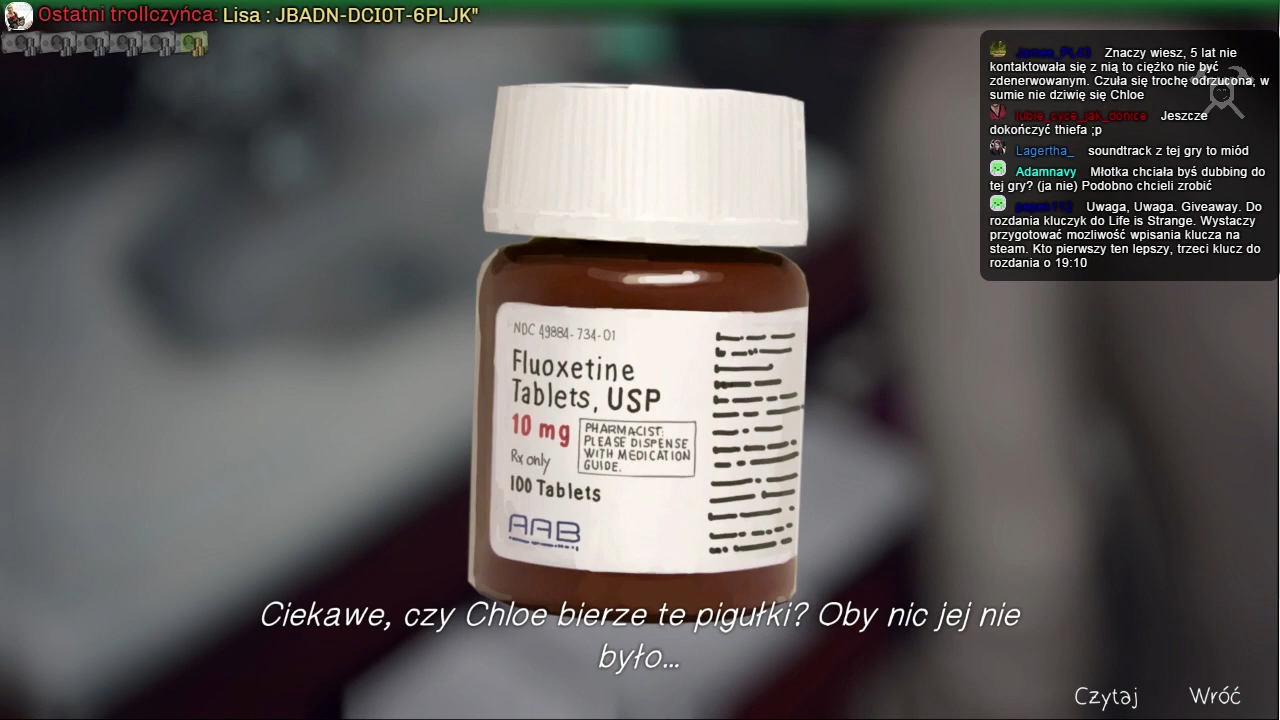 Ostatni trollczyńca: Lisa : JBADN-DCI0T-6PLJK"
James_PL43 Znaczy wiesz, 5 lat nie
kontaktowała się z nią to ciężko nie być
zdenerwowanym. Czuła się trochę odrzucona, w
sumie nie dziwię się Chloe
lubie_cyce_jak_donice Jeszcze
dokończyć thiefa ;p
Lagertha_ soundtrack z tej gry to miód
Adamnavy Młotka chciała byś dubbing do
tej gry? (ja nie) Podobno chcieli zrobić
Uwaga, Uwaga. Giveaway. Do
rozdania kluczyk do Life is Strange. Wystaczy
przygotować mozliwość wpisania klucza na
steam. Kto pierwszy ten lepszy, trzeci klucz do
rozdania o 19:10
NDC 49884-734-01
Fluoxetine
Tablets, USP
10 mg
PHARMACIST:
PLEASE DISPENSE
WITH MEDICATION
GUIDE.
Rx only
100 Tablets
AAB
Ciekawe, czy Chloe bierze te pigułki? Oby nic jej nie
było...
Czytaj Wróć